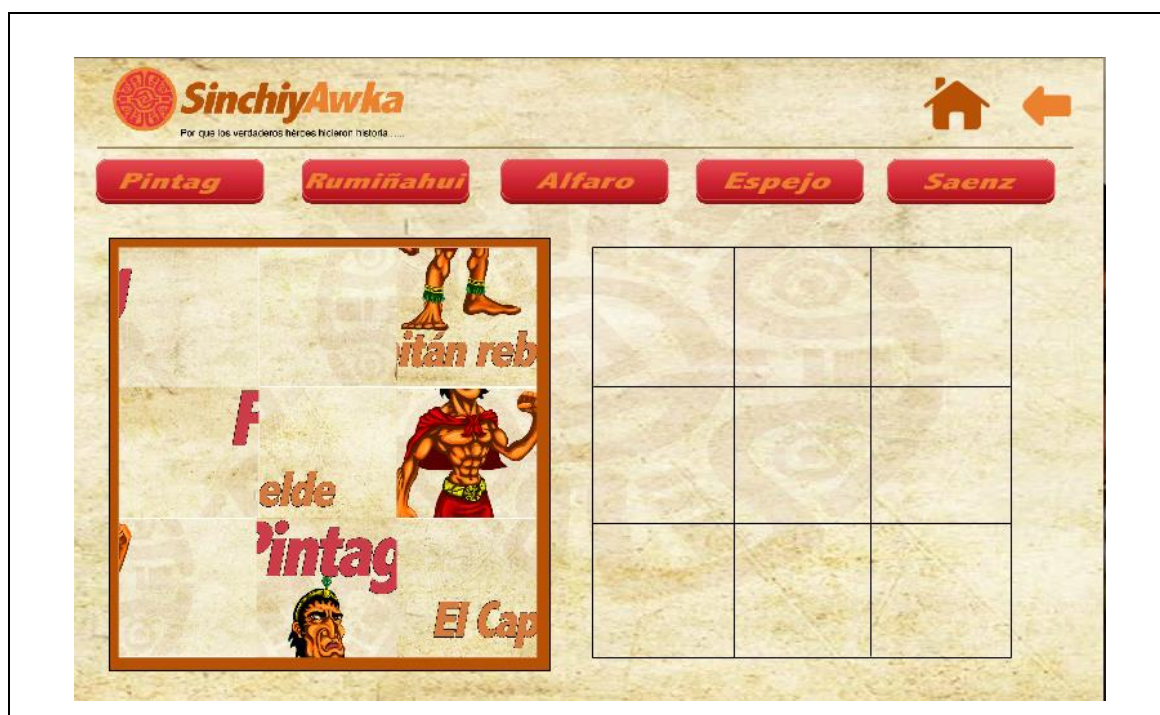 SinchiyAwka
Por que los verdaderos héroes hicieron historia.....
Pintag
Rumiñahui
Alfaro
Espejo
Saenz
itán reb
P
elde
Pintag
El Cap